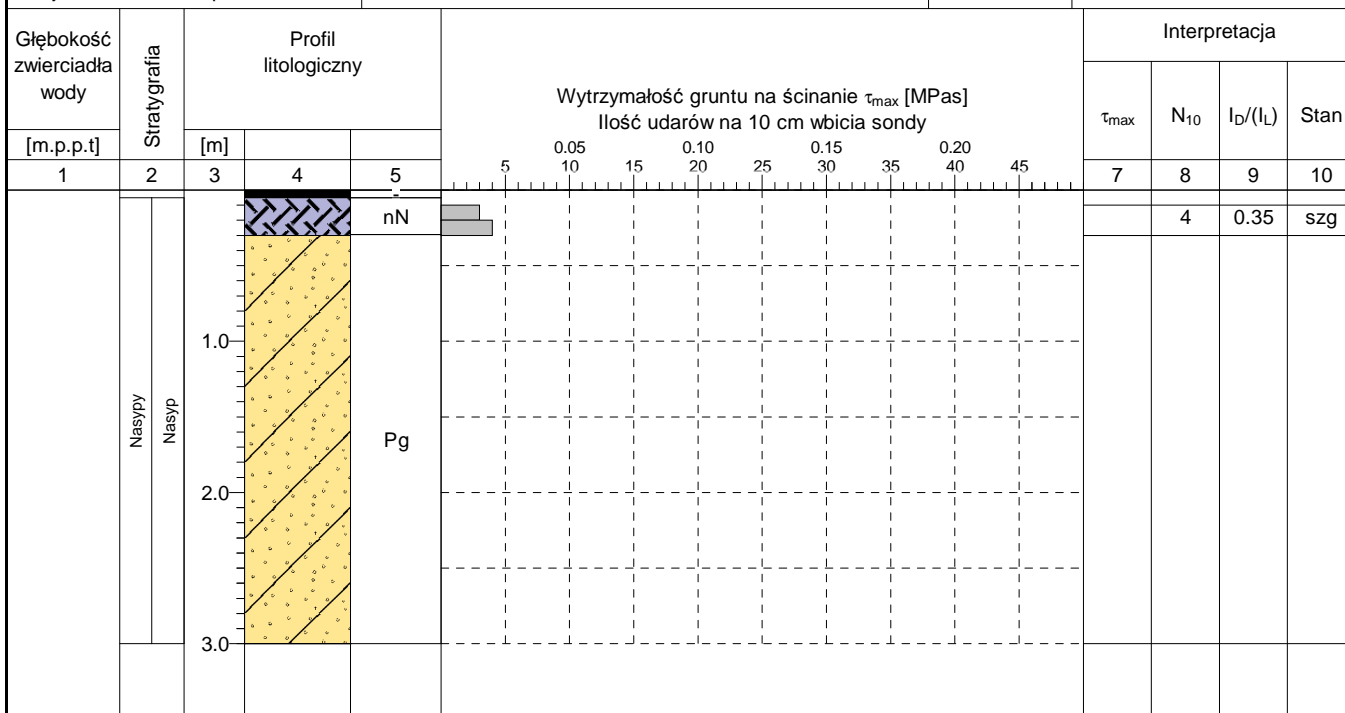 Głębokość
zwierciadła
wody
[m.p.p.t]
Stratygrafia
Profil
litologiczny
[m]
Wytrzymałość gruntu na ścinanie τmax [MPas]
Ilość udarów na 10 cm wbicia sondy
0.05 0.10 0.15 0.20
5 10 15 20 25 30 35 40 45
Interpretacja
τmax N10 ID/(IL) Stan
1 2 3 4 5 7 8 9 10
-
nN 4 0.35 szg
1.0
Nasypy
Nasyp
Pg
2.0
3.0